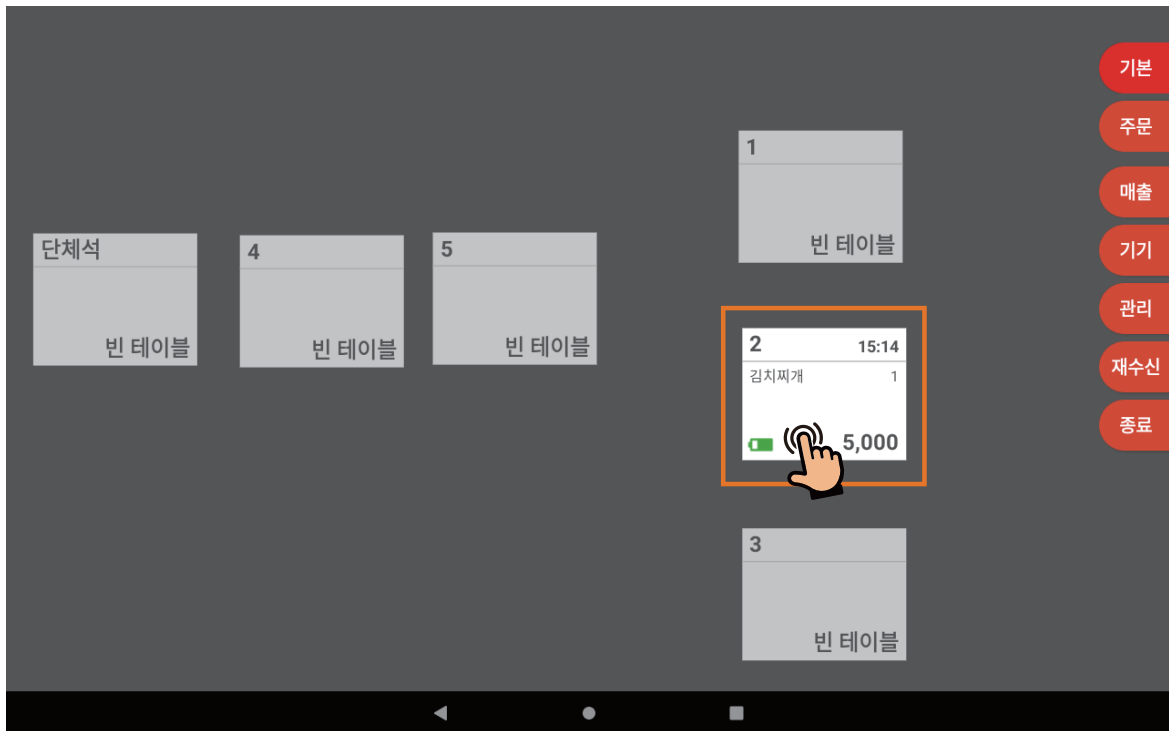 단체석
빈 테이블
4
빈 테이블
5
빈 테이블
1
빈 테이블
2 15:14
김치찌개 1
5,000
3
빈 테이블
기본
주문
매출
기기
관리
재수신
종료